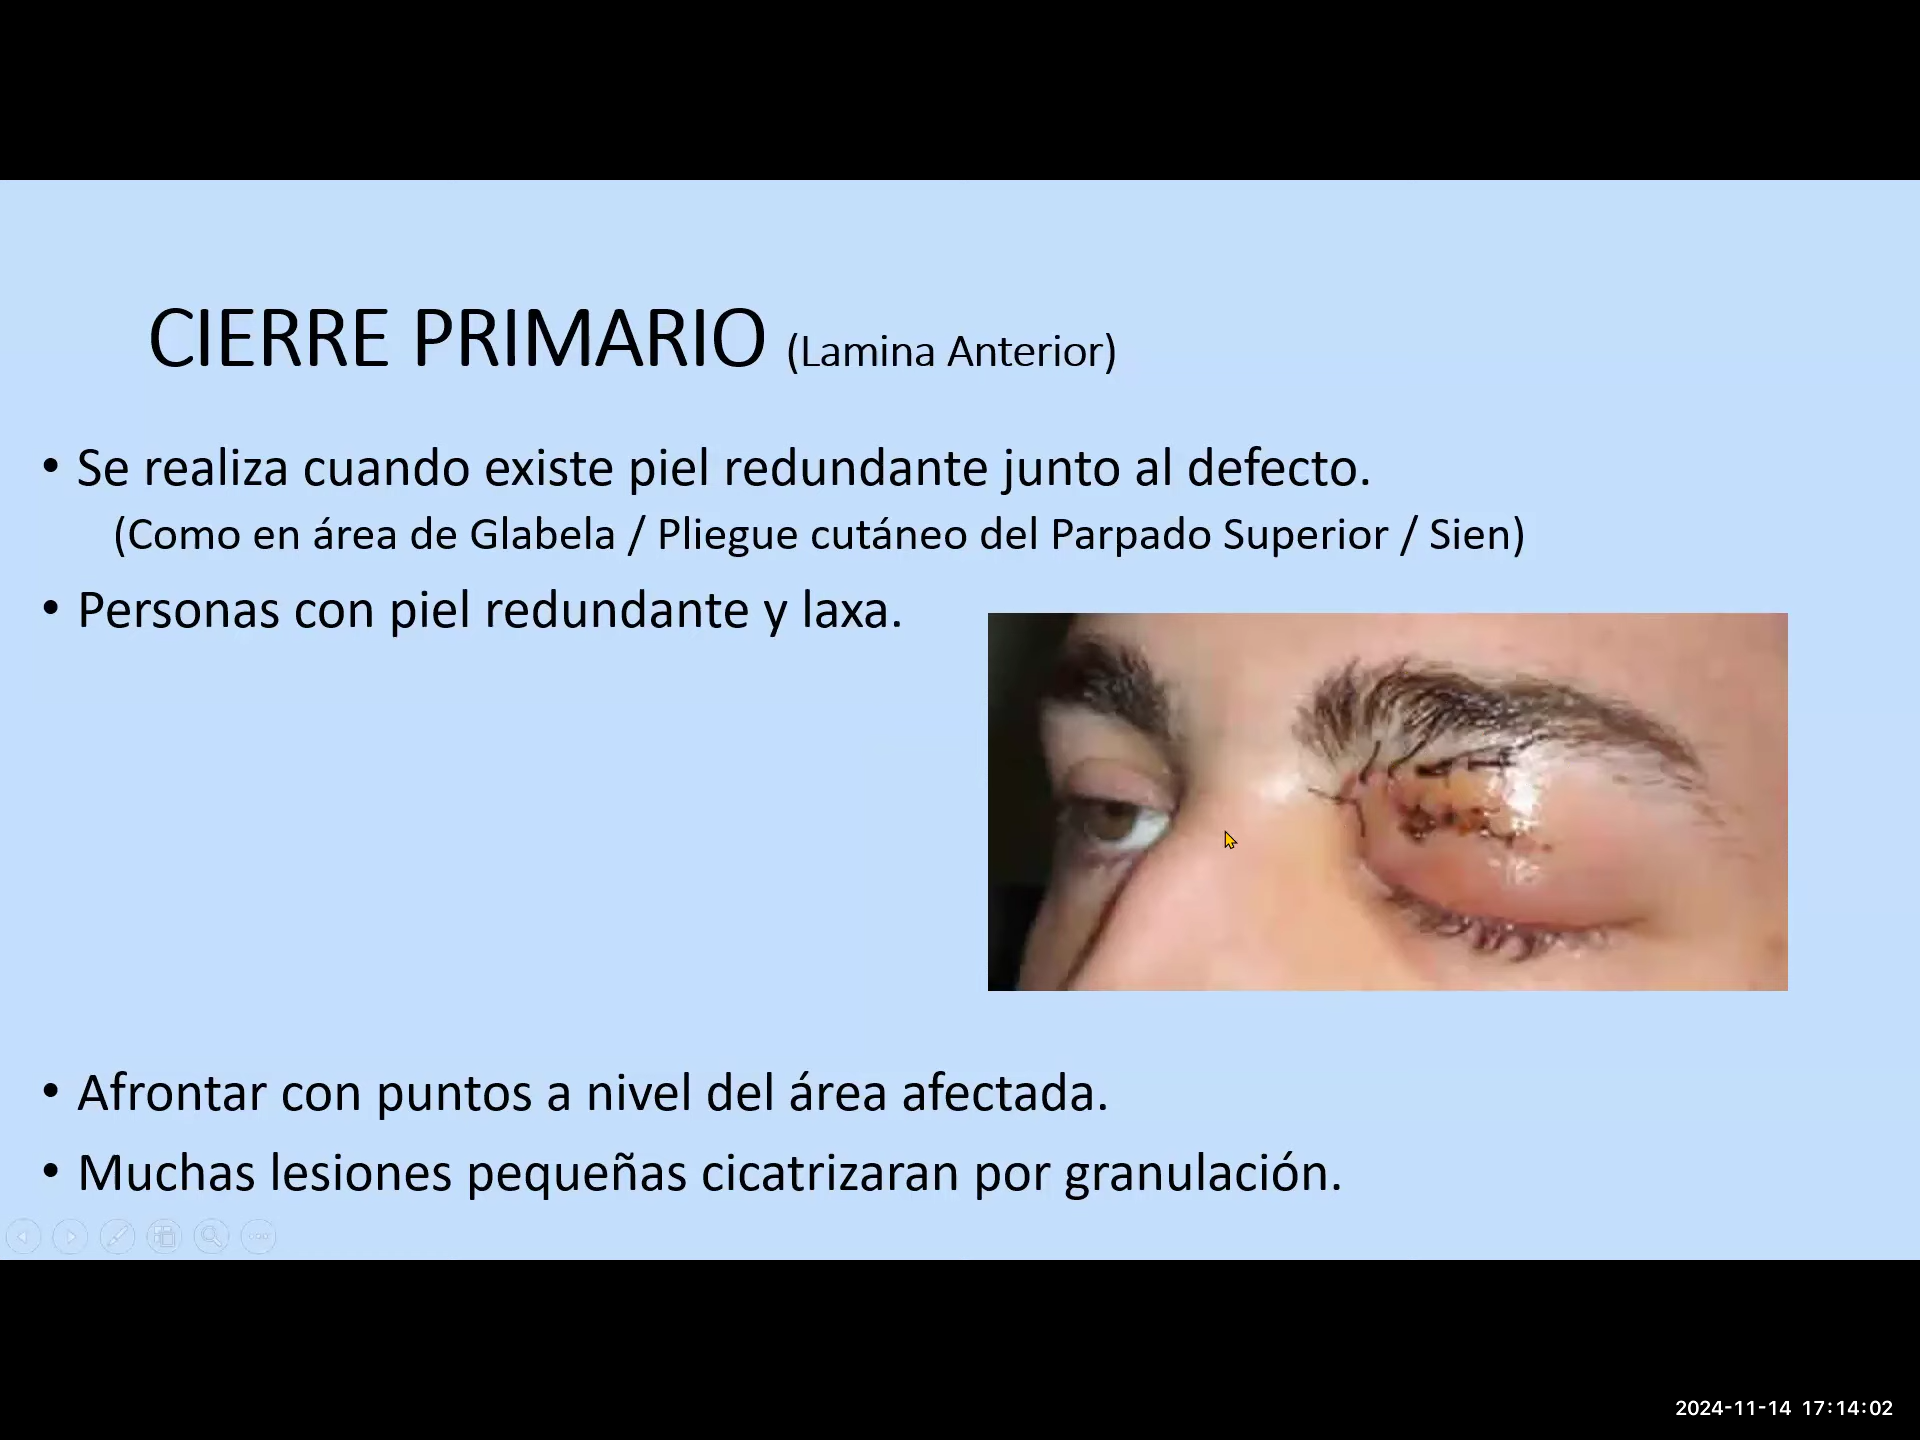 CIERRE PRIMARIO (Lamina Anterior)
• Se realiza cuando existe piel redundante junto al defecto.
(Como en área de Glabela / Pliegue cutáneo del Parpado Superior / Sien)
• Personas con piel redundante y laxa.
• Afrontar con puntos a nivel del área afectada.
• Muchas lesiones pequeñas cicatrizaran por granulación.
2024-11-14 17:14:02